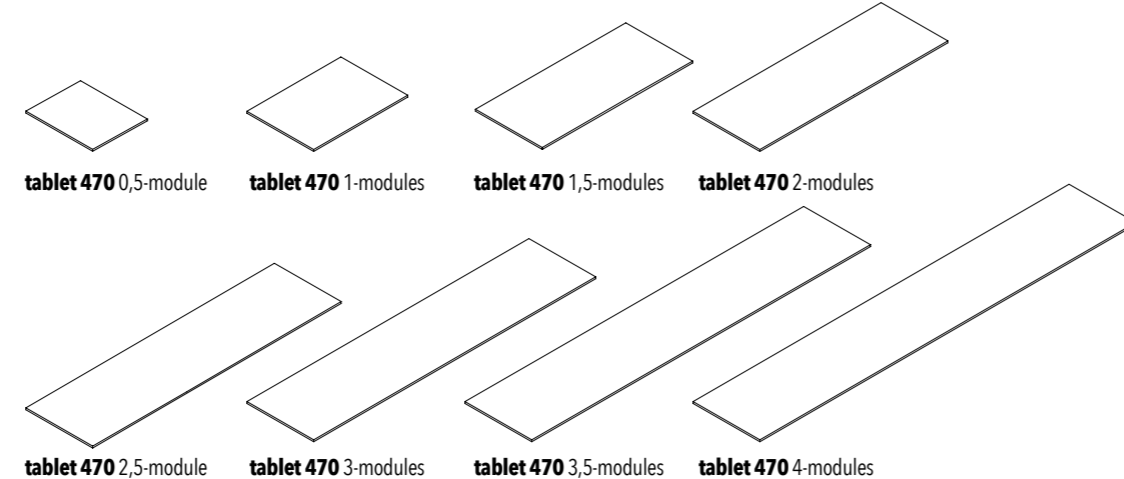 tablet 470 0,5-module
tablet 470 1-modules
tablet 470 1,5-modules
tablet 470 2-modules
tablet 470 2,5-module
tablet 470 3-modules
tablet 470 3,5-modules
tablet 470 4-modules